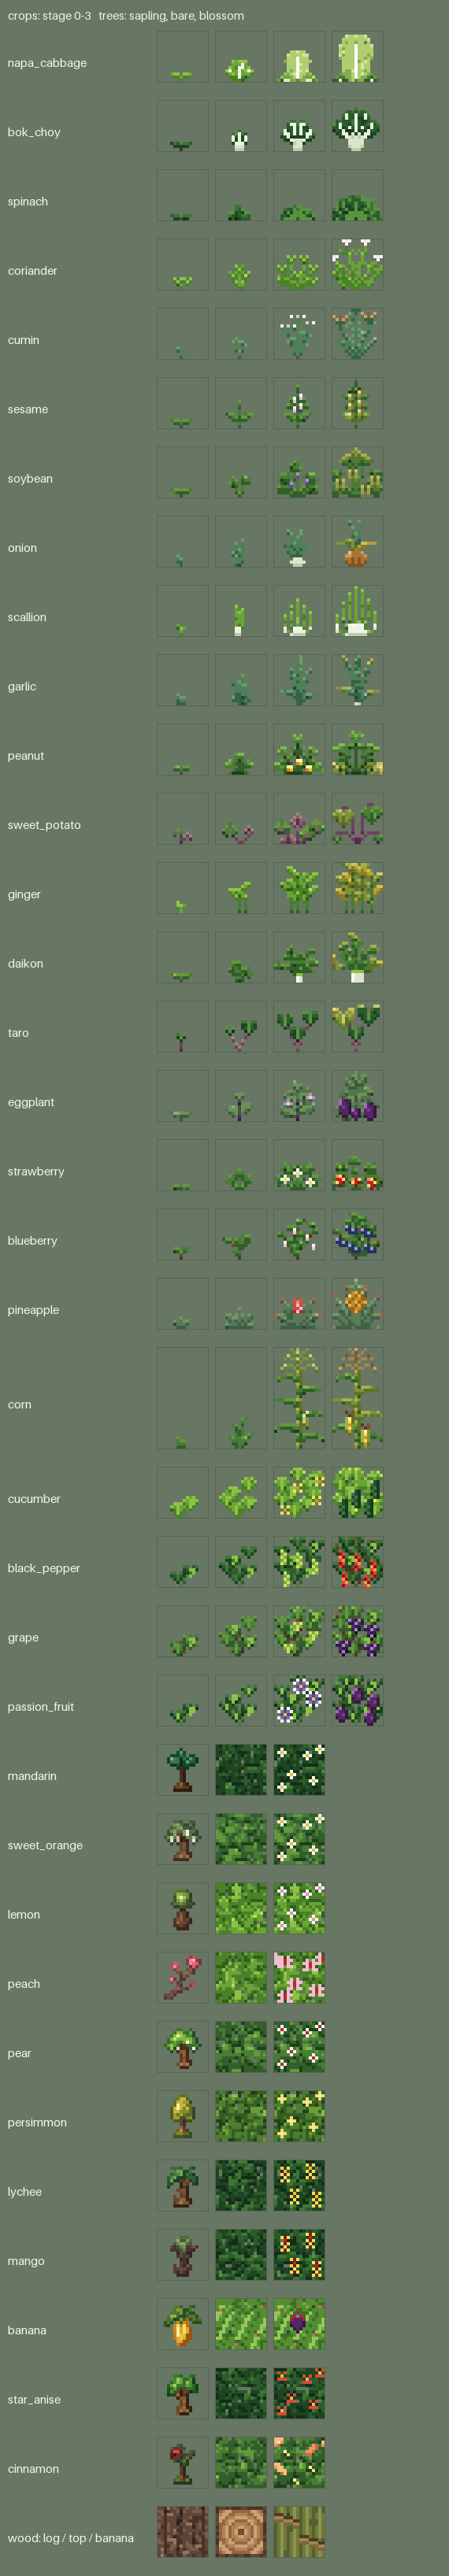 crops: stage 0-3  trees: sapling, bare, blossom
napa_cabbage
bok_choy
spinach
coriander
cumin
sesame
soybean
onion
scallion
garlic
peanut
sweet_potato
ginger
daikon
taro
eggplant
strawberry
blueberry
pineapple
corn
cucumber
black_pepper
grape
passion_fruit
mandarin
sweet_orange
lemon
peach
pear
persimmon
lychee
mango
banana
star_anise
cinnamon
wood: log / top / banana